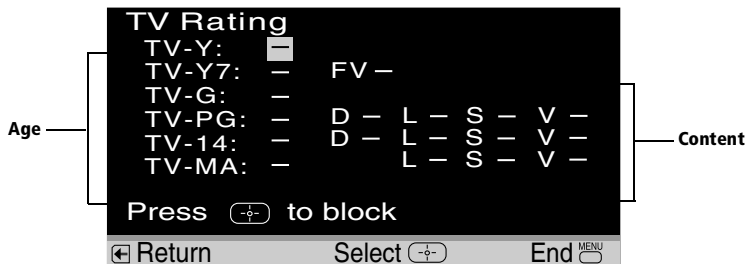 TV Rating
TV-Y: –
TV-Y7: – FV –
TV-G: –
TV-PG: – D – L – S – V –
TV-14: – D – L – S – V –
TV-MA: – L – S – V –
Age
Content
Press to block
Return Select End MENU